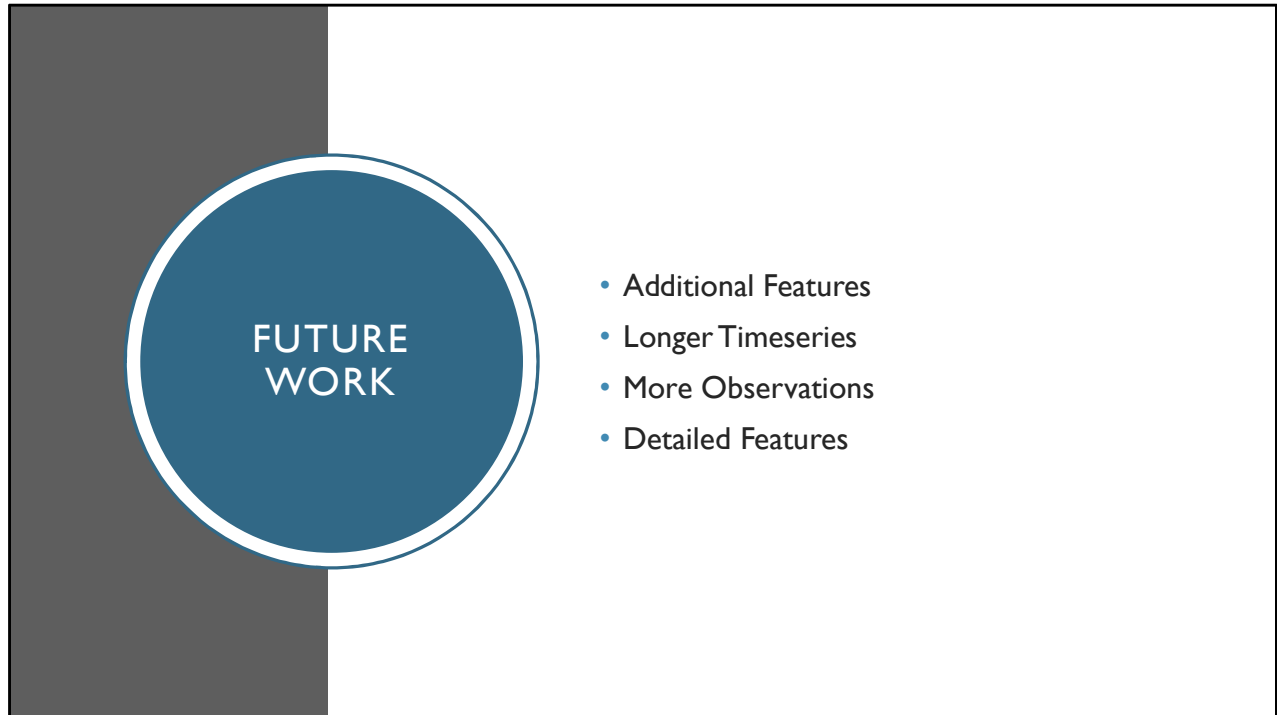 FUTURE
WORK
• Additional Features
• Longer Timeseries
• More Observations
• Detailed Features